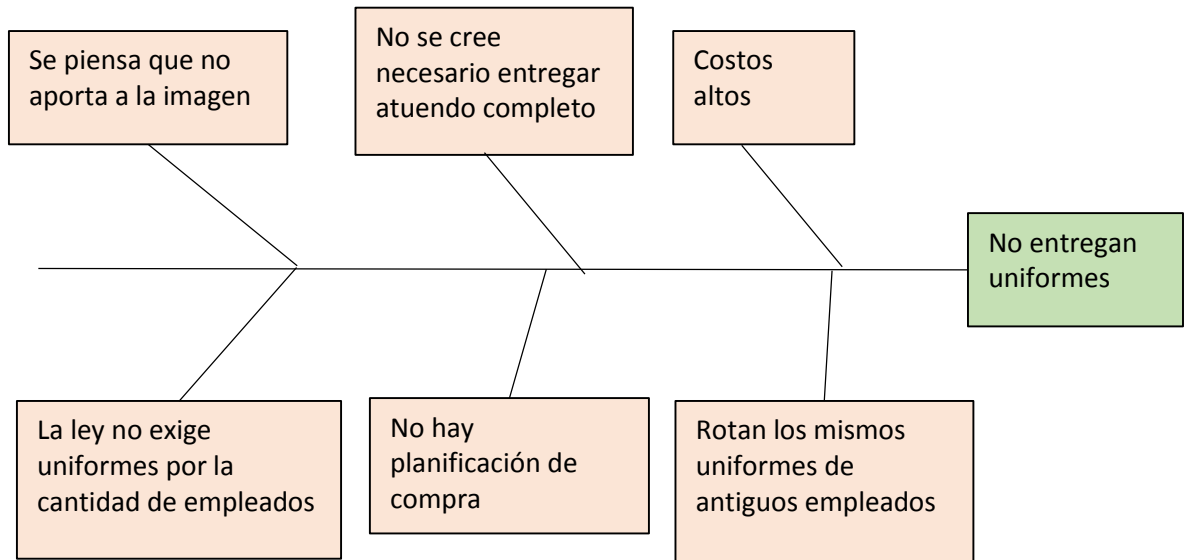 Se piensa que no
aporta a la imagen
No se cree
necesario entregar
atuendo completo
Costos
altos
No entregan
uniformes
La ley no exige
uniformes por la
cantidad de empleados
No hay
planificación de
compra
Rotan los mismos
uniformes de
antiguos empleados